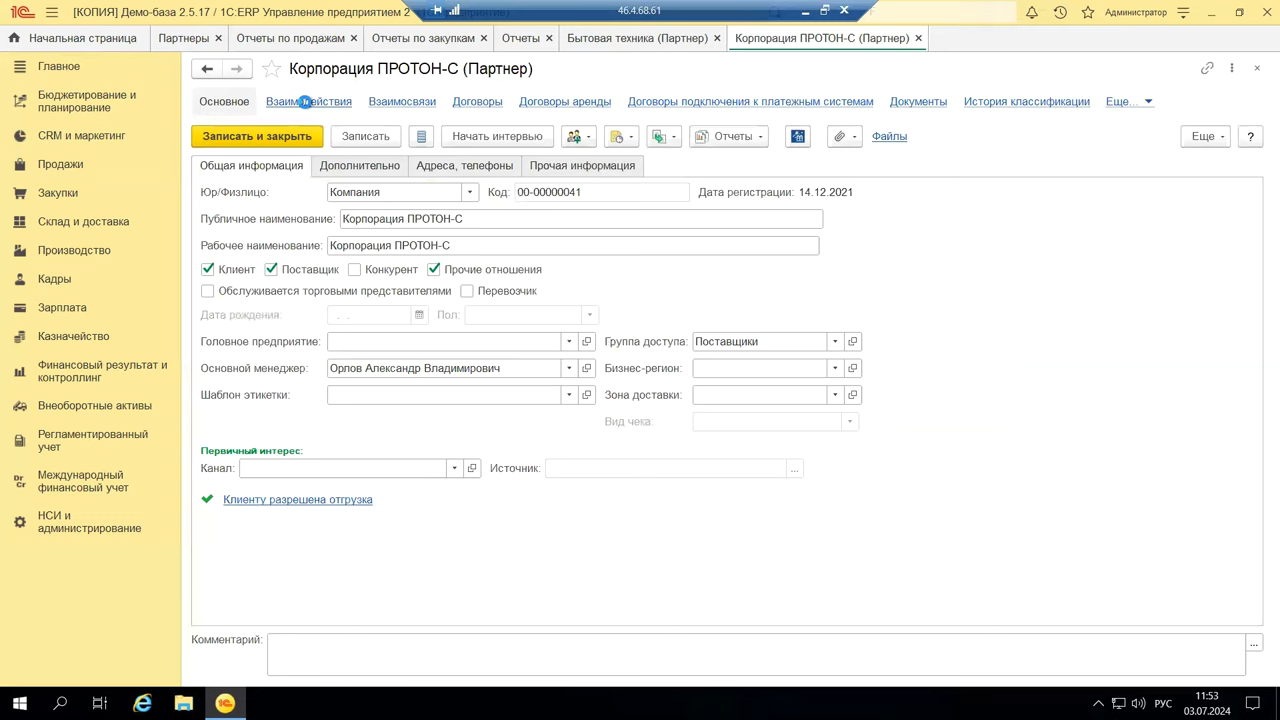 [КОПИЯ] Демо-база 2.5.17 / 1С:ERP Управление предприятием 2
46.4.68.61
Администратор
Начальная страница
Партнеры
Отчеты по продажам
Отчеты по закупкам
Отчеты
Бытовая техника (Партнер)
Корпорация ПРОТОН-С (Партнер)
Главное
Бюджетирование и
планирование
CRM и маркетинг
Продажи
Закупки
Склад и доставка
Производство
Кадры
Зарплата
Казначейство
Финансовый результат и
контроллинг
Внеоборотные активы
Регламентированный
учет
Международный
финансовый учет
НСИ и
администрирование
Корпорация ПРОТОН-С (Партнер)
Основное Взаимодействия Взаимосвязи Договоры Договоры аренды Договоры подключения к платежным системам Документы История классификации Еще...
Записать и закрыть Записать Начать интервью Отчеты Файлы Еще ?
Общая информация Дополнительно Адреса, телефоны Прочая информация
Юр/Физлицо: Компания Код: 00-00000041 Дата регистрации: 14.12.2021
Публичное наименование: Корпорация ПРОТОН-С
Рабочее наименование: Корпорация ПРОТОН-С
Клиент Поставщик Конкурент Прочие отношения
Обслуживается торговыми представителями Перевозчик
Дата рождения: . . Пол:
Головное предприятие: Группа доступа: Поставщики
Основной менеджер: Орлов Александр Владимирович Бизнес-регион:
Шаблон этикетки: Зона доставки:
Вид чека:
Первичный интерес:
Канал: Источник: ...
Клиенту разрешена отгрузка
Комментарий: ...
РУС
11:53
03.07.2024